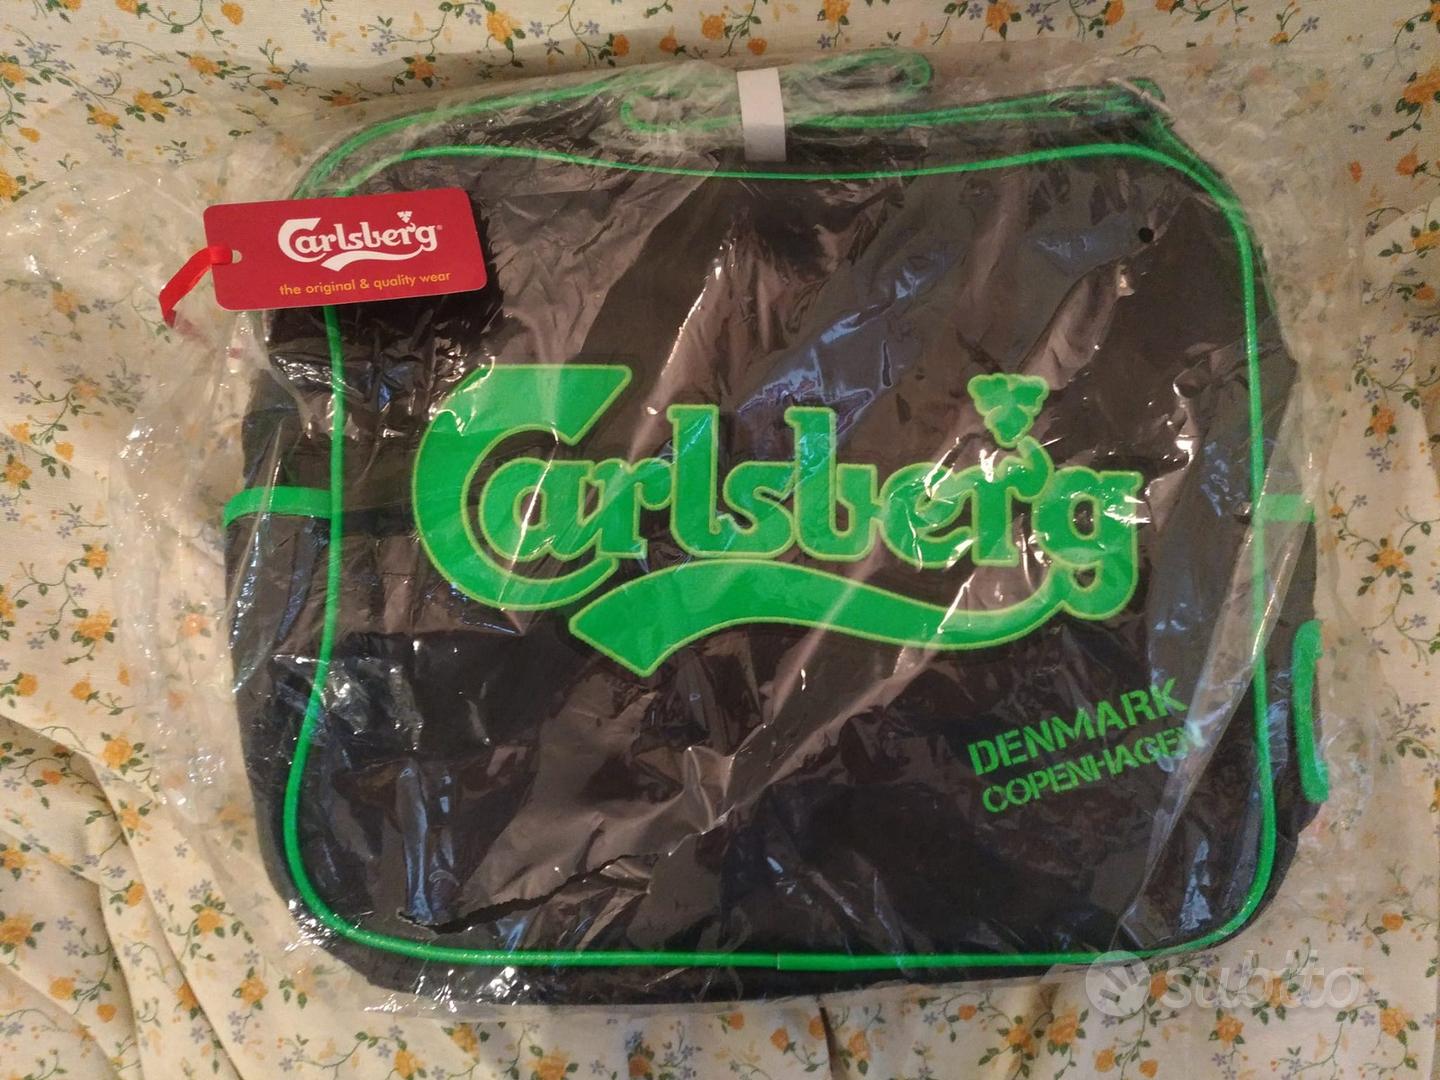 Carlsberg®
the original & quality wear
Carlsberg
DENMARK
COPENHAGEN
subito